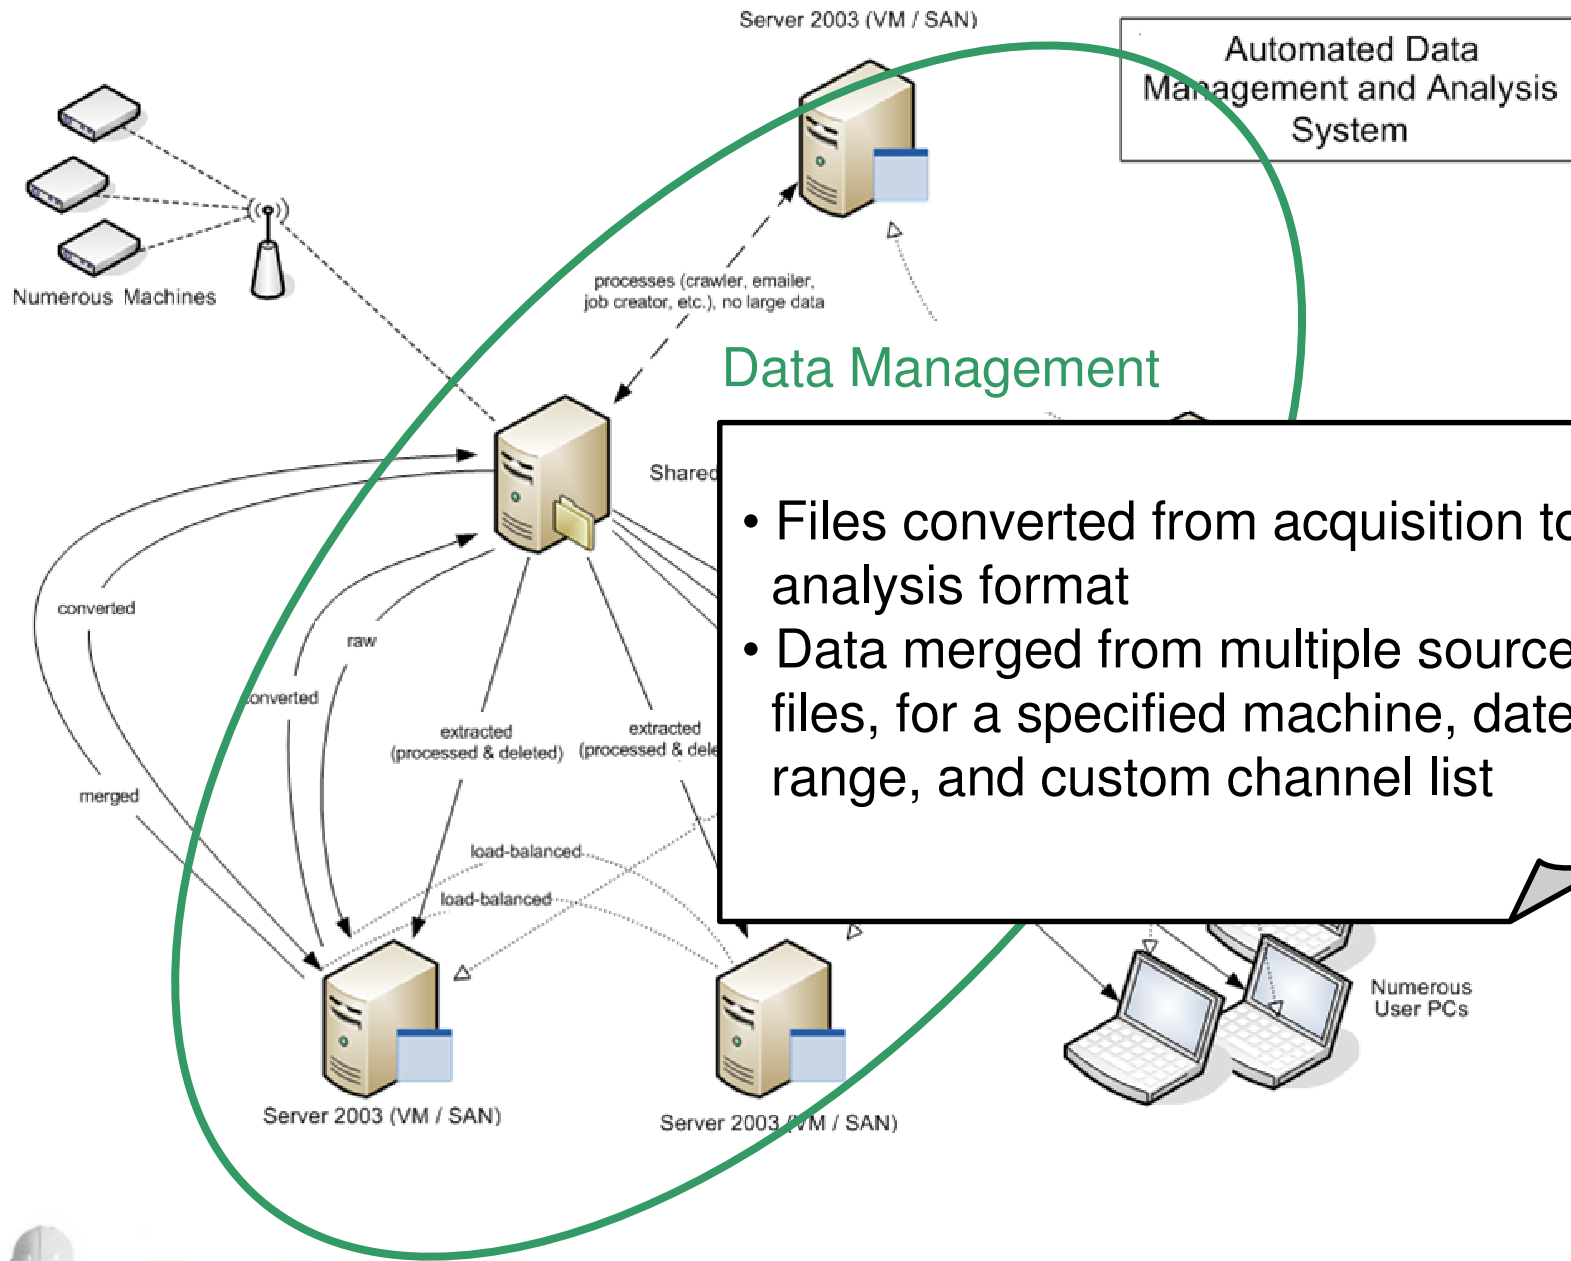 Server 2003 (VM / SAN)
Automated Data
Management and Analysis
System
Numerous Machines
processes (crawler, emailer,
job creator, etc.), no large data
Data Management
Shared
• Files converted from acquisition to
analysis format
• Data merged from multiple source
files, for a specified machine, date
range, and custom channel list
converted
raw
converted
extracted
(processed & deleted)
extracted
(processed & dele
merged
load-balanced
load-balanced
Numerous
User PCs
Server 2003 (VM / SAN)
Server 2003 (VM / SAN)